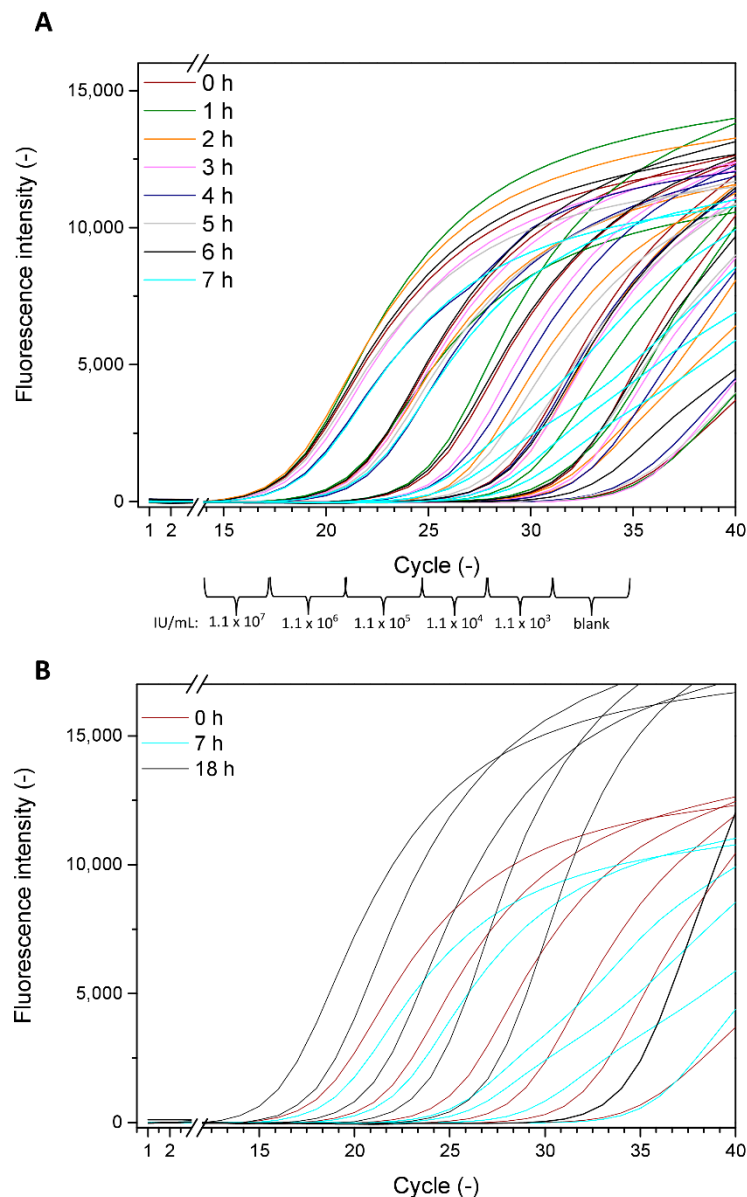 A
15,000
10,000
5,000
0
Fluorescence intensity (-)
0 h
1 h
2 h
3 h
4 h
5 h
6 h
7 h
1 2 15 20 25 30 35 40
Cycle (-)
IU/mL: 1.1 x 10⁷ 1.1 x 10⁶ 1.1 x 10⁵ 1.1 x 10⁴ 1.1 x 10³ blank
B
15,000
10,000
5,000
0
Fluorescence intensity (-)
0 h
7 h
18 h
1 2 15 20 25 30 35 40
Cycle (-)